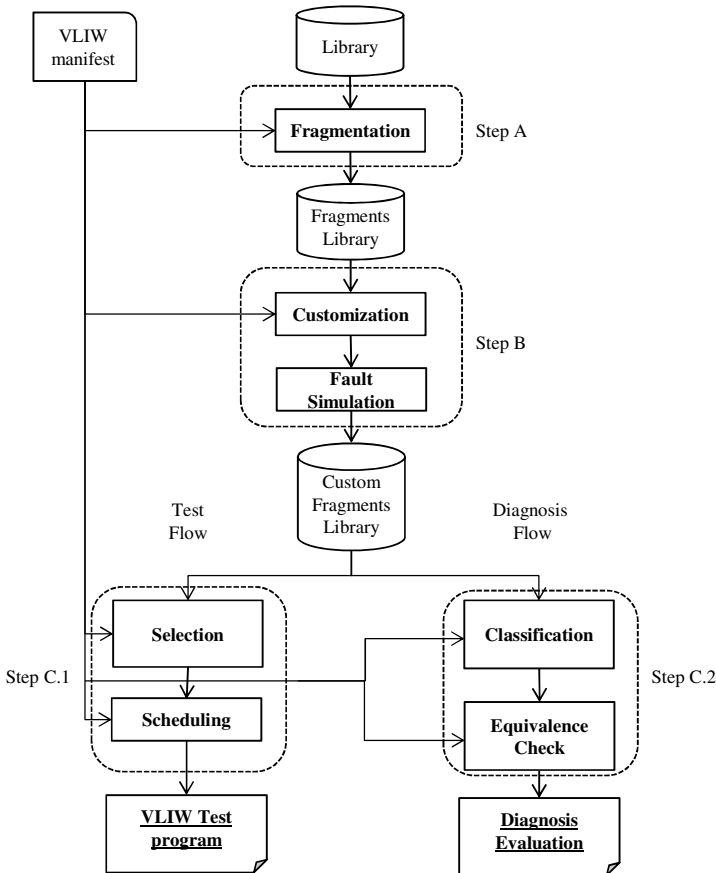 VLIW
manifest
Library
Fragmentation
Step A
Fragments
Library
Customization
Step B
Fault
Simulation
Custom
Fragments
Library
Test
Flow
Diagnosis
Flow
Selection
Classification
Step C.1
Step C.2
Scheduling
Equivalence
Check
VLIW Test
program
Diagnosis
Evaluation